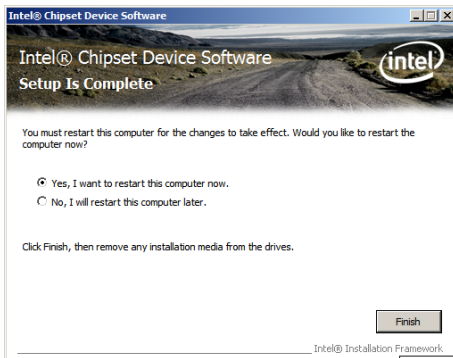 Intel® Chipset Device Software
Intel® Chipset Device Software
intel
Setup Is Complete
You must restart this computer for the changes to take effect. Would you like to restart the
computer now?
Yes, I want to restart this computer now.
No, I will restart this computer later.
Click Finish, then remove any installation media from the drives.
Finish
Intel® Installation Framework